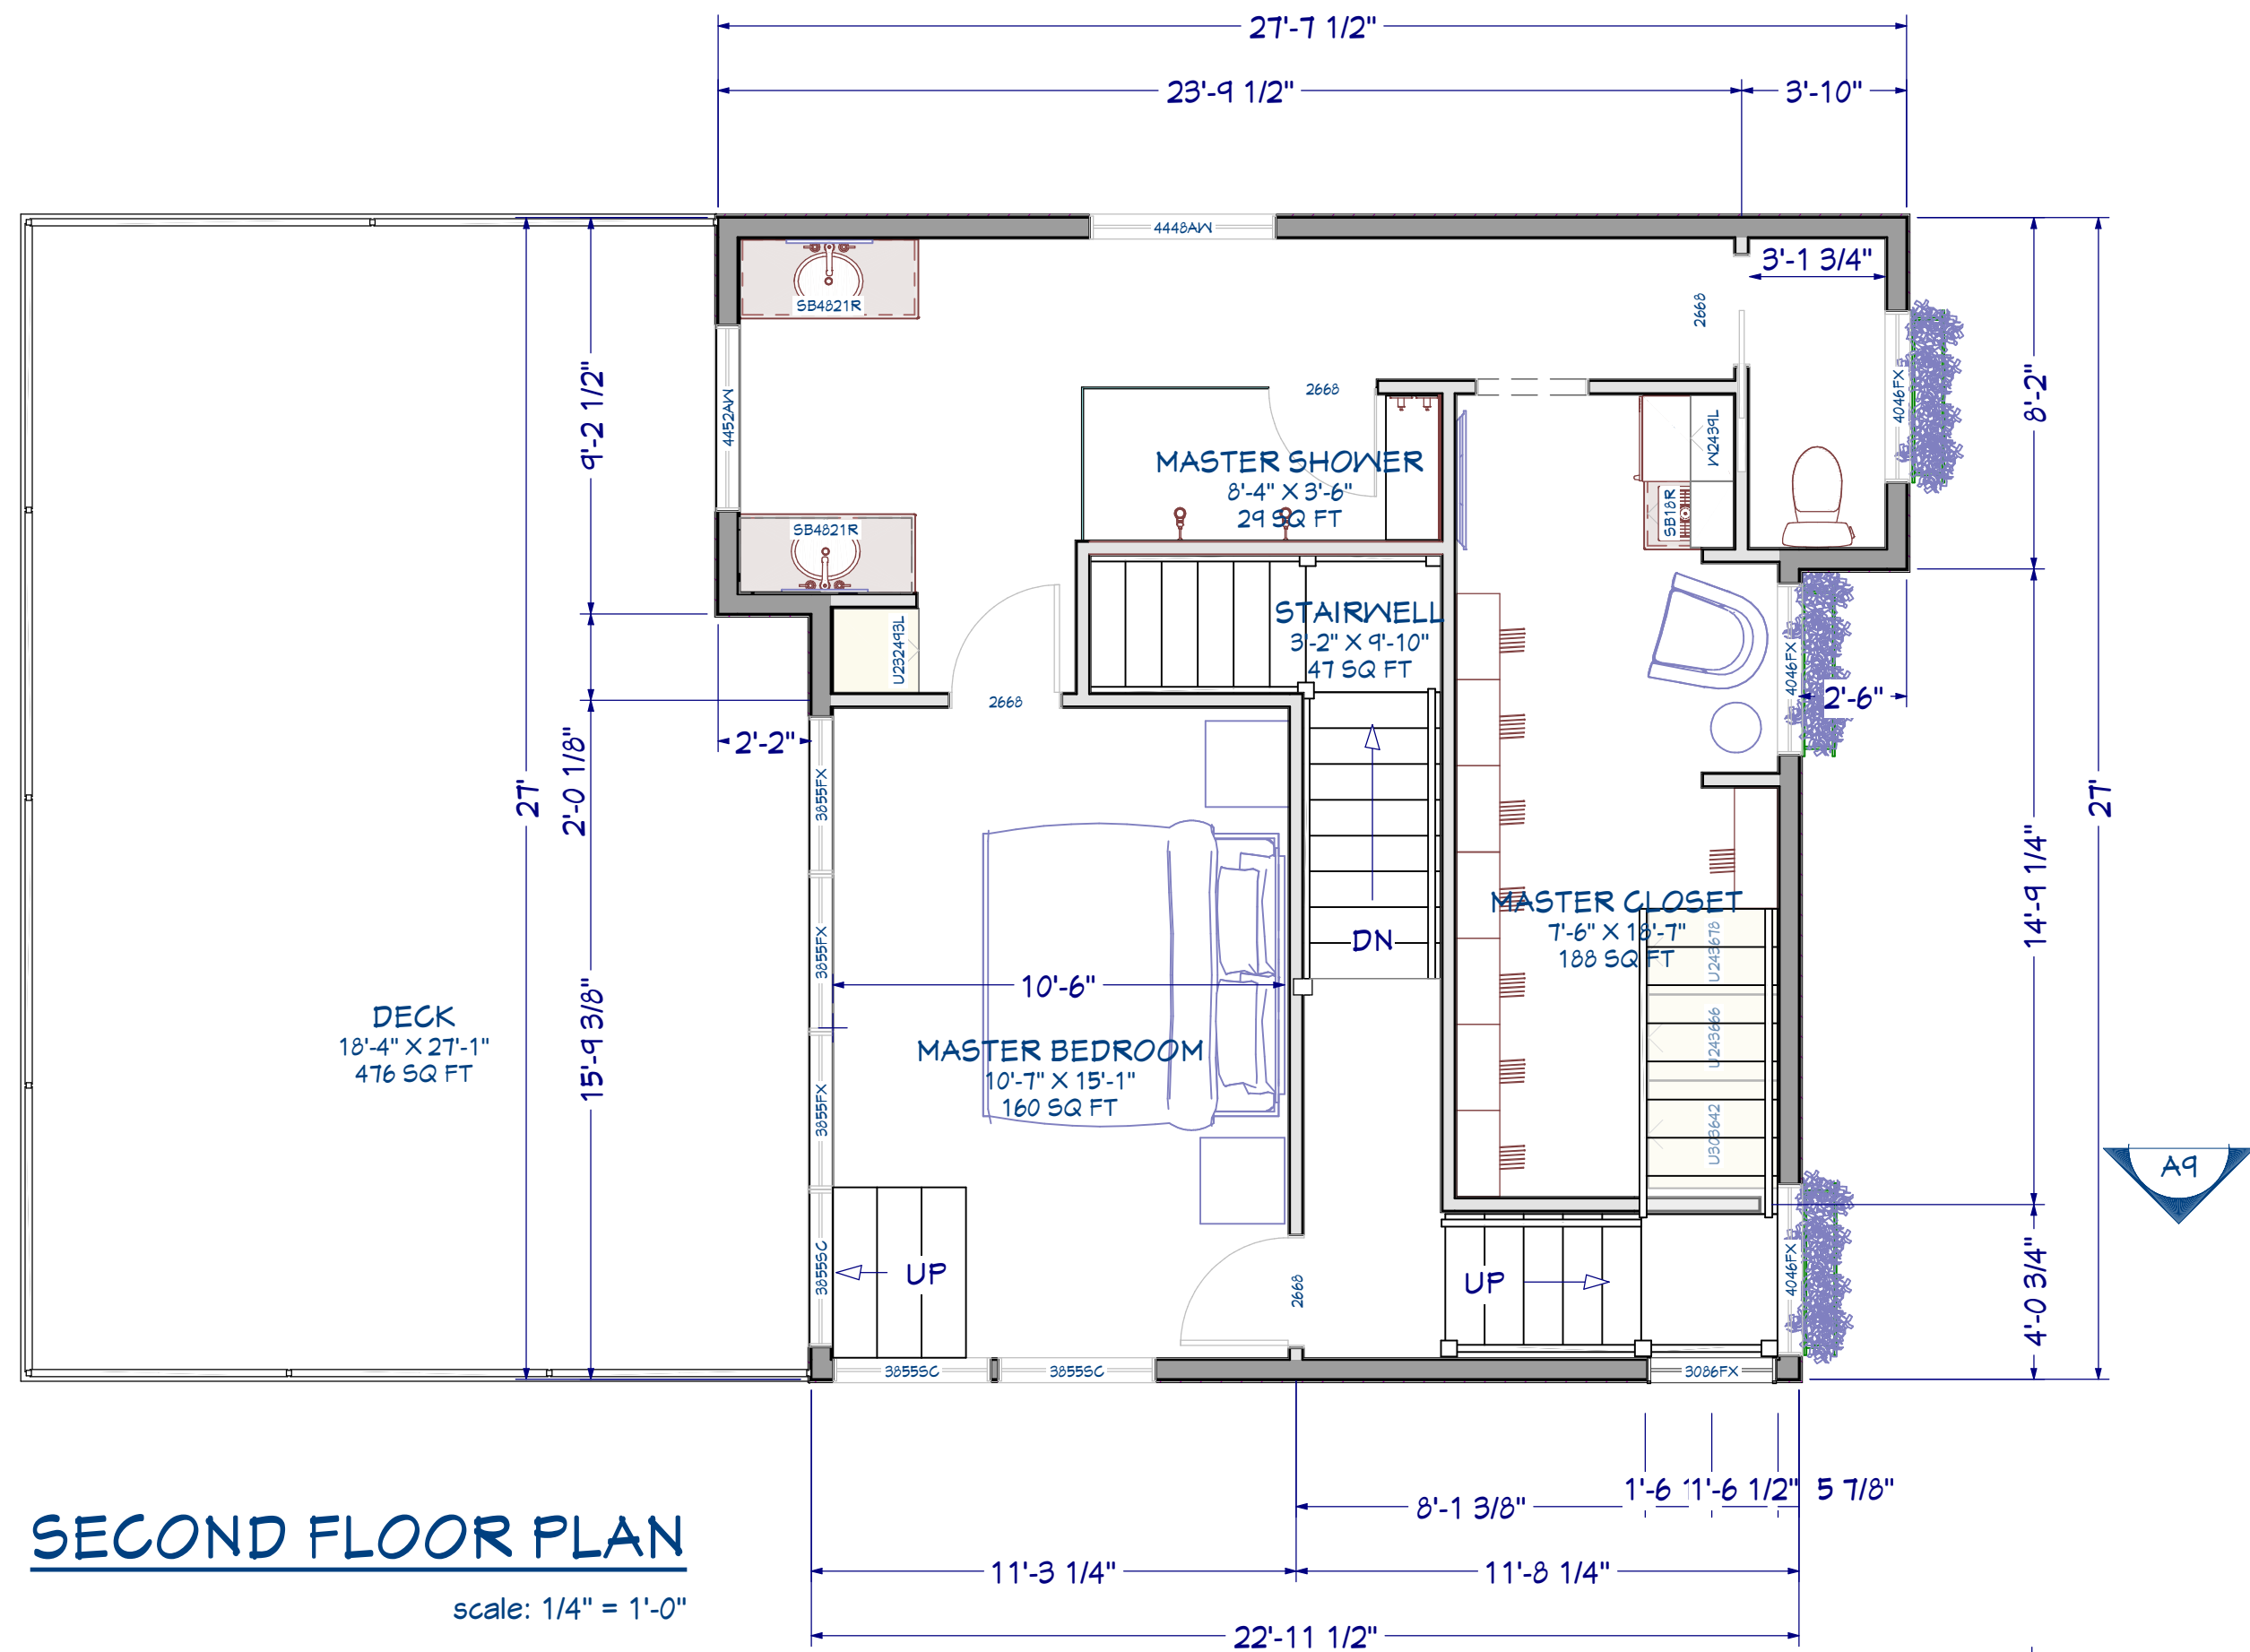 27'-7 1/2"
23'-9 1/2"
3'-10"
4448AW
3'-1 3/4"
SB4821R
2668
9'-2 1/2"
4452AW
2668
4046FX
8'-2"
W2439L
MASTER SHOWER
8'-4" X 3'-6"
29 SQ FT
SB18R
SB4821R
STAIRWELL
3'-2" X 9'-10"
47 SQ FT
U232493L
4046FX
2'-6"
2668
2'-2"
2'-0 1/8"
27'
3855FX
27'
14'-9 1/4"
MASTER CLOSET
7'-6" X 18'-7"
188 SQ FT
U243678
3855FX
DN
10'-6"
DECK
18'-4" X 27'-1"
476 SQ FT
15'-9 3/8"
MASTER BEDROOM
10'-7" X 15'-1"
160 SQ FT
U243666
3855FX
U303642
A9
3855SC
UP
2668
UP
4046FX
4'-0 3/4"
3855SC
3855SC
3086FX
8'-1 3/8"
1'-6
1'-6 1/2"
5 7/8"
SECOND FLOOR PLAN
11'-3 1/4"
11'-8 1/4"
scale: 1/4" = 1'-0"
22'-11 1/2"